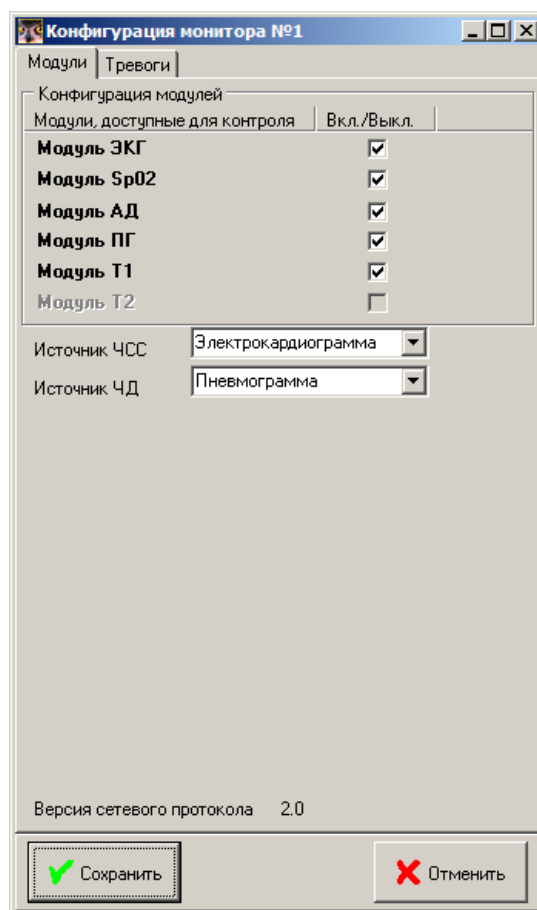 Конфигурация монитора №1
Модули Тревоги
Конфигурация модулей
Модули, доступные для контроля Вкл./Выкл.
Модуль ЭКГ
Модуль Sp02
Модуль АД
Модуль ПГ
Модуль Т1
Модуль Т2
Источник ЧСС Электрокардиограмма
Источник ЧД Пневмограмма
Версия сетевого протокола 2.0
Сохранить Отменить